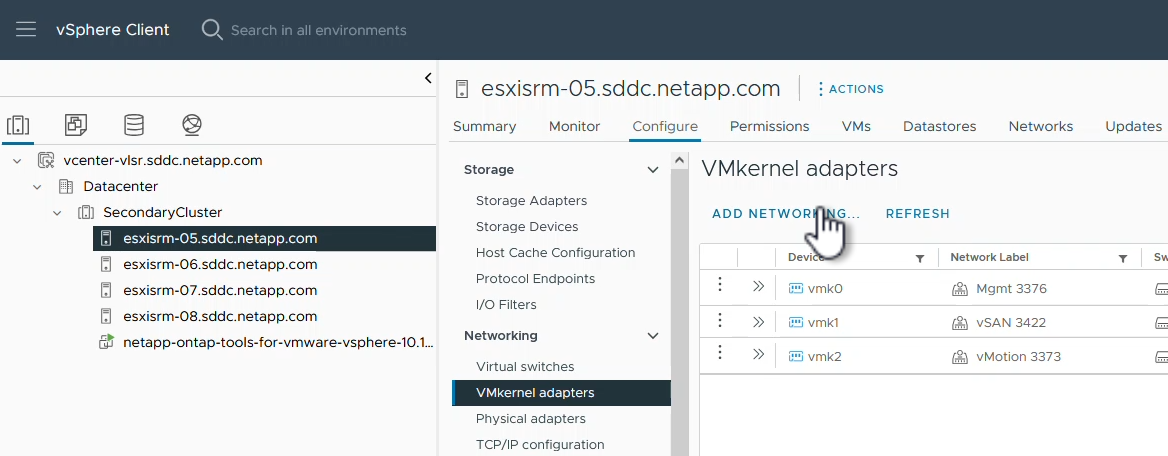 vSphere Client
Search in all environments
vcenter-vlsr.sddc.netapp.com
Datacenter
SecondaryCluster
esxisrm-05.sddc.netapp.com
esxisrm-06.sddc.netapp.com
esxisrm-07.sddc.netapp.com
esxisrm-08.sddc.netapp.com
netapp-ontap-tools-for-vmware-vsphere-10.1...
esxisrm-05.sddc.netapp.com
ACTIONS
Summary Monitor Configure Permissions VMs Datastores Networks Updates
Storage
Storage Adapters
Storage Devices
Host Cache Configuration
Protocol Endpoints
I/O Filters
Networking
Virtual switches
VMkernel adapters
Physical adapters
TCP/IP configuration
VMkernel adapters
ADD NETWORKING... REFRESH
Device Network Label Sw
vmk0 Mgmt 3376
vmk1 vSAN 3422
vmk2 vMotion 3373